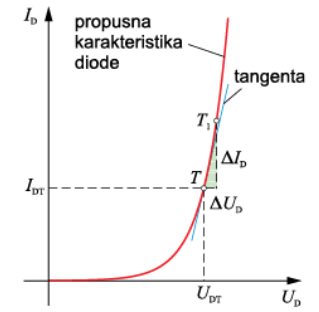 I_D
propusna
karakteristika
diode
tangenta
T_1
ΔI_D
T
I_DT
ΔU_D
U_DT
U_D